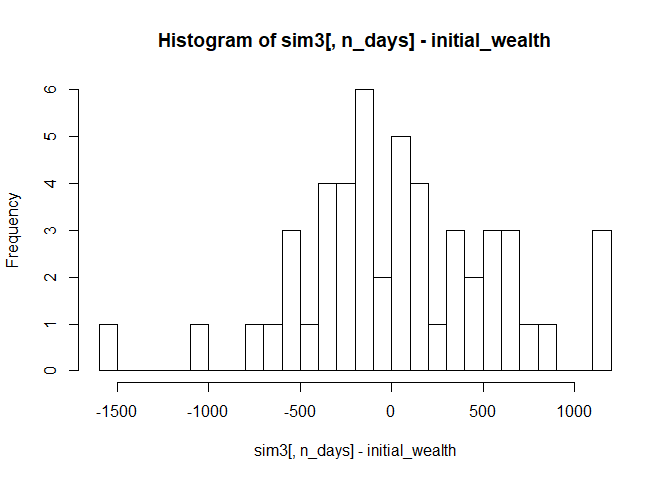 Histogram of sim3[, n_days] - initial_wealth
Frequency
6
5
4
3
2
1
0
-1500 -1000 -500 0 500 1000
sim3[, n_days] - initial_wealth